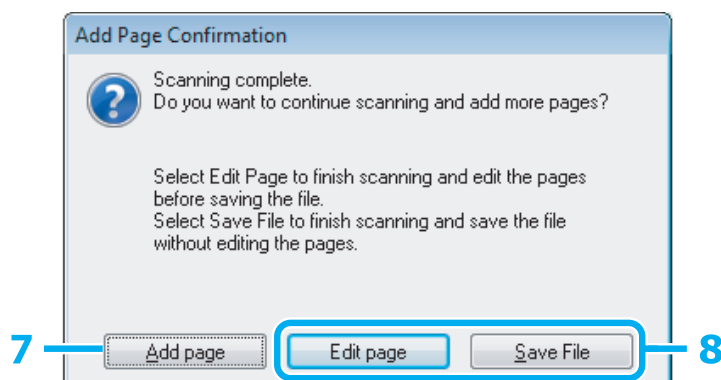 Add Page Confirmation
Scanning complete.
Do you want to continue scanning and add more pages?
Select Edit Page to finish scanning and edit the pages
before saving the file.
Select Save File to finish scanning and save the file
without editing the pages.
7 Add page Edit page Save File 8